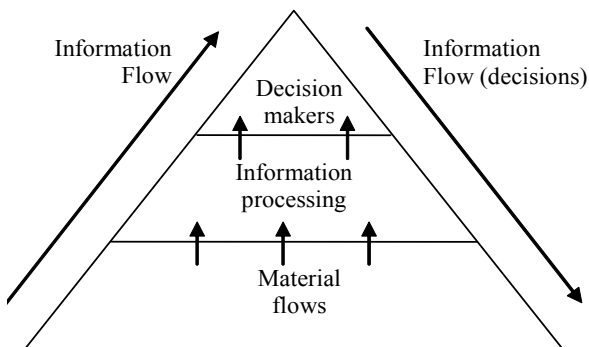 Information
Flow
Information
Flow (decisions)
Decision
makers
Information
processing
Material
flows